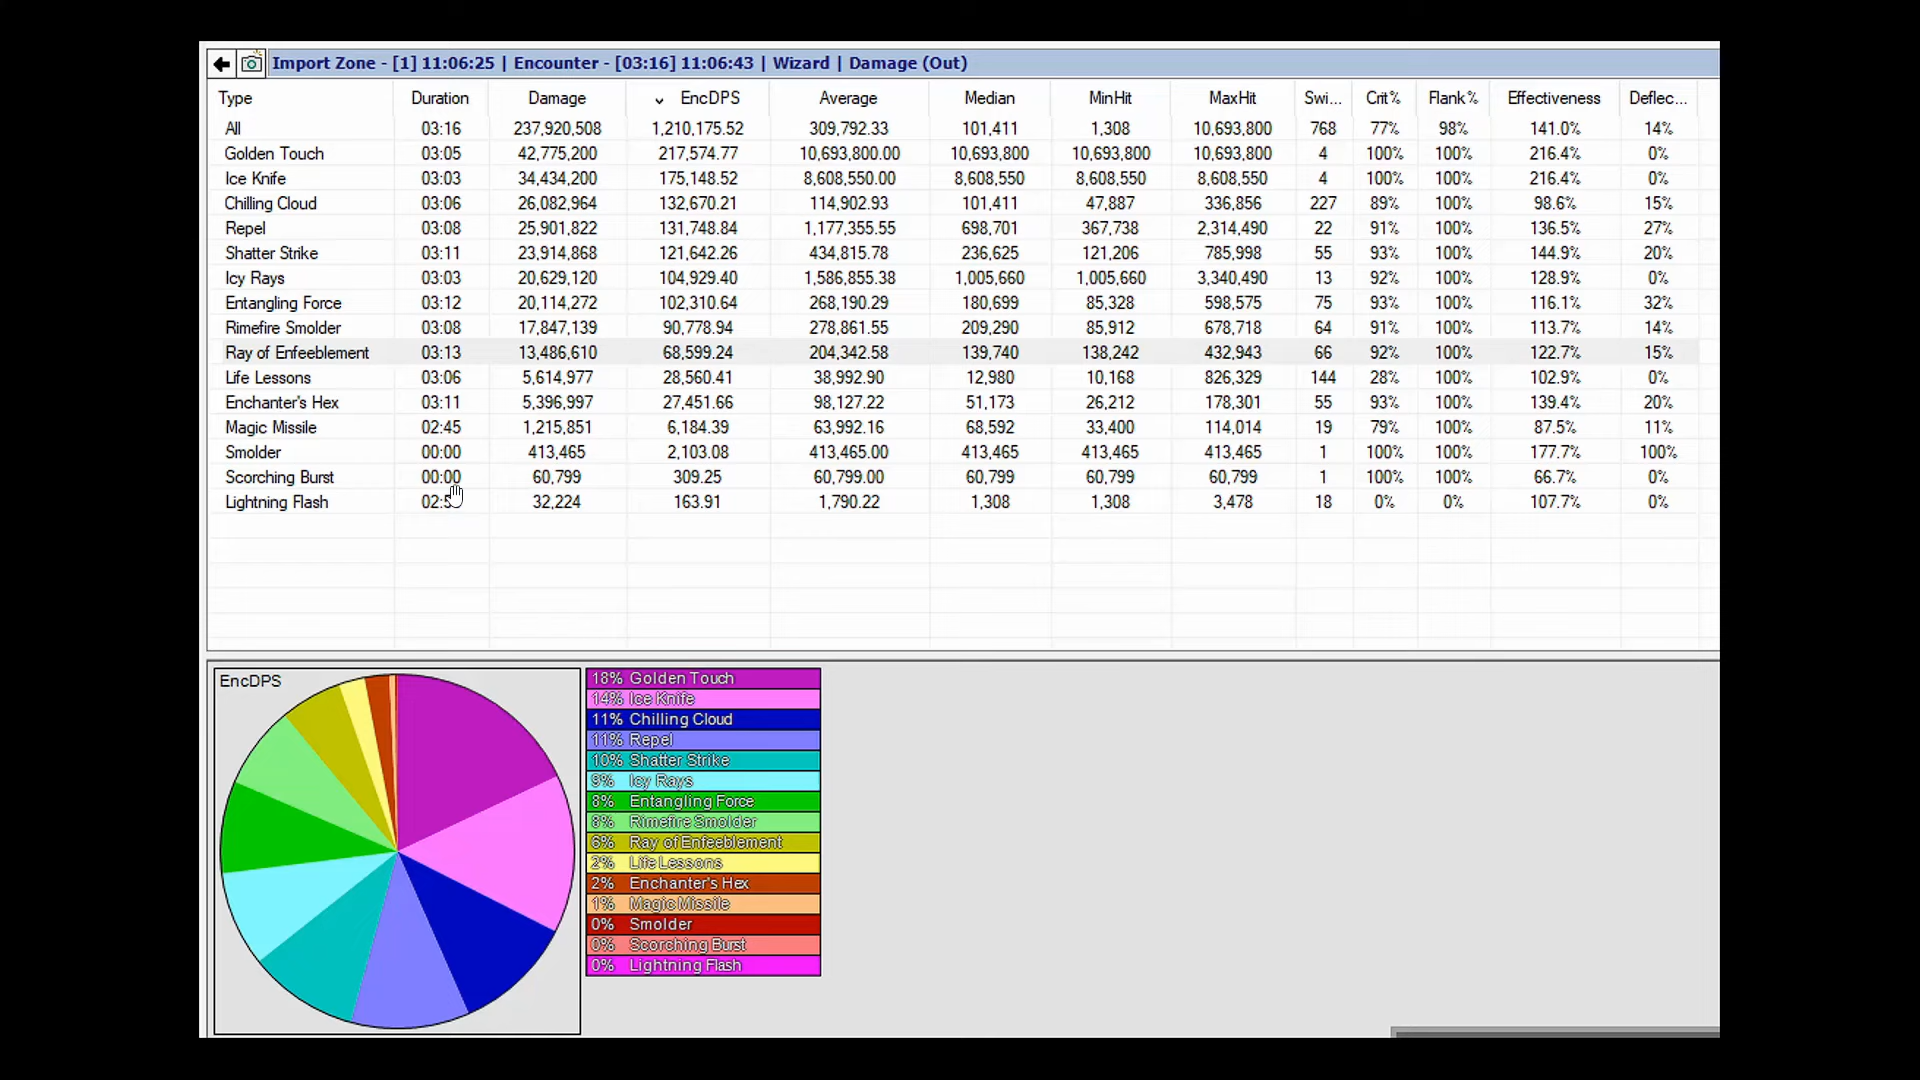 Import Zone - [1] 11:06:25 | Encounter - [03:16] 11:06:43 | Wizard | Damage (Out)
Type Duration Damage EncDPS Average Median MinHit MaxHit Swi... Crit% Flank% Effectiveness Deflec...
All 03:16 237,920,508 1,210,175.52 309,792.33 101,411 1,308 10,693,800 768 77% 98% 141.0% 14%
Golden Touch 03:05 42,775,200 217,574.77 10,693,800.00 10,693,800 10,693,800 10,693,800 4 100% 100% 216.4% 0%
Ice Knife 03:03 34,434,200 175,148.52 8,608,550.00 8,608,550 8,608,550 8,608,550 4 100% 100% 216.4% 0%
Chilling Cloud 03:06 26,082,964 132,670.21 114,902.93 101,411 47,887 336,856 227 89% 100% 98.6% 15%
Repel 03:08 25,901,822 131,748.84 1,177,355.55 698,701 367,738 2,314,490 22 91% 100% 136.5% 27%
Shatter Strike 03:11 23,914,868 121,642.26 434,815.78 236,625 121,206 785,998 55 93% 100% 144.9% 20%
Icy Rays 03:03 20,629,120 104,929.40 1,586,855.38 1,005,660 1,005,660 3,340,490 13 92% 100% 128.9% 0%
Entangling Force 03:12 20,114,272 102,310.64 268,190.29 180,699 85,328 598,575 75 93% 100% 116.1% 32%
Rimefire Smolder 03:08 17,847,139 90,778.94 278,861.55 209,290 85,912 678,718 64 91% 100% 113.7% 14%
Ray of Enfeeblement 03:13 13,486,610 68,599.24 204,342.58 139,740 138,242 432,943 66 92% 100% 122.7% 15%
Life Lessons 03:06 5,614,977 28,560.41 38,992.90 12,980 10,168 826,329 144 28% 100% 102.9% 0%
Enchanter's Hex 03:11 5,396,997 27,451.66 98,127.22 51,173 26,212 178,301 55 93% 100% 139.4% 20%
Magic Missile 02:45 1,215,851 6,184.39 63,992.16 68,592 33,400 114,014 19 79% 100% 87.5% 11%
Smolder 00:00 413,465 2,103.08 413,465.00 413,465 413,465 413,465 1 100% 100% 177.7% 100%
Scorching Burst 00:00 60,799 309.25 60,799.00 60,799 60,799 60,799 1 100% 100% 66.7% 0%
Lightning Flash 32,224 163.91 1,790.22 1,308 1,308 3,478 18 0% 0% 107.7% 0%
EncDPS
18% Golden Touch
14% Ice Knife
11% Chilling Cloud
11% Repel
10% Shatter Strike
9% Icy Rays
8% Entangling Force
8% Rimefire Smolder
6% Ray of Enfeeblement
2% Life Lessons
2% Enchanter's Hex
1% Magic Missile
0% Smolder
0% Scorching Burst
0% Lightning Flash